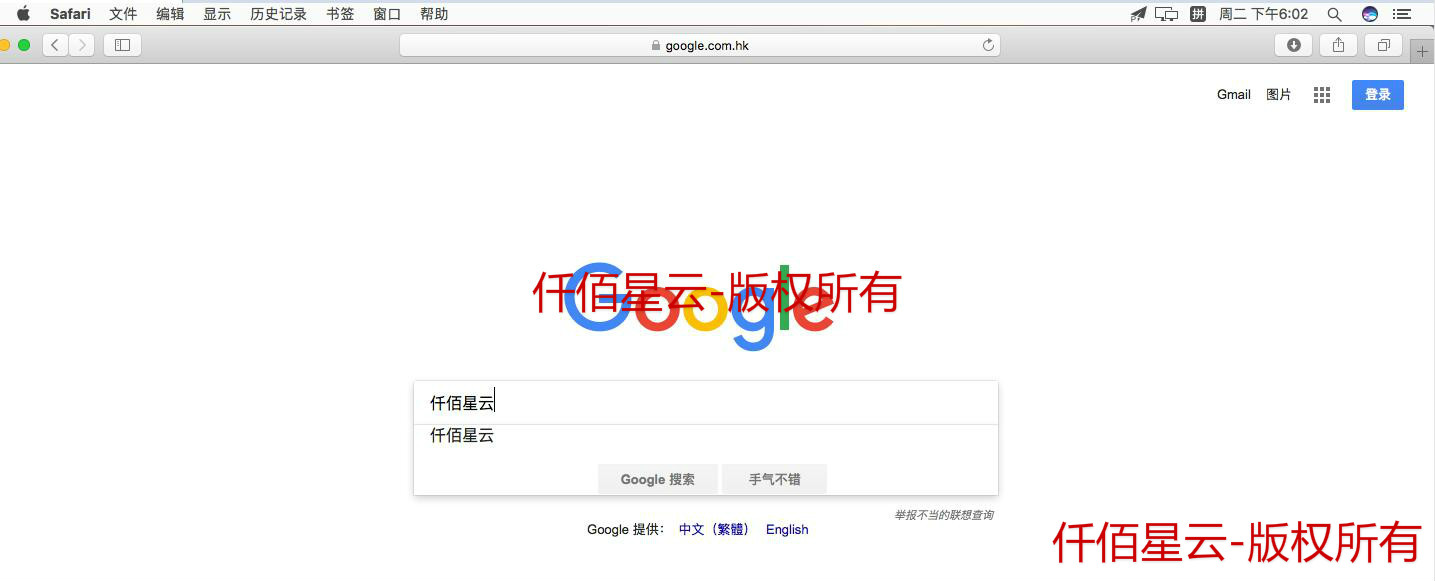 Safari 文件 编辑 显示 历史记录 书签 窗口 帮助 拼 周二 下午6:02
google.com.hk
Gmail 图片 登录
Google
仟佰星云-版权所有
仟佰星云
仟佰星云
Google 搜索 手气不错
举报不当的联想查询
Google 提供： 中文（繁體） English
仟佰星云-版权所有